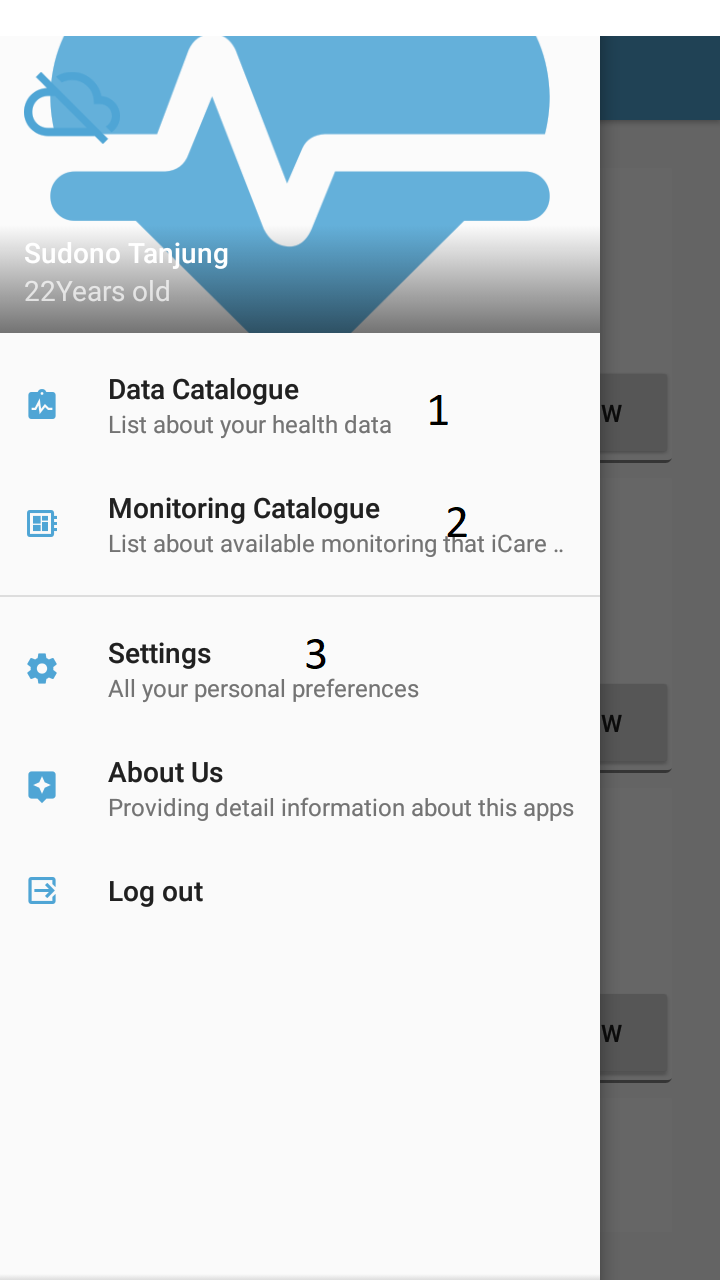 Sudono Tanjung
22Years old
Data Catalogue
List about your health data
1
Monitoring Catalogue
2
List about available monitoring that iCare ..
Settings
3
All your personal preferences
About Us
Providing detail information about this apps
Log out
W
W
W